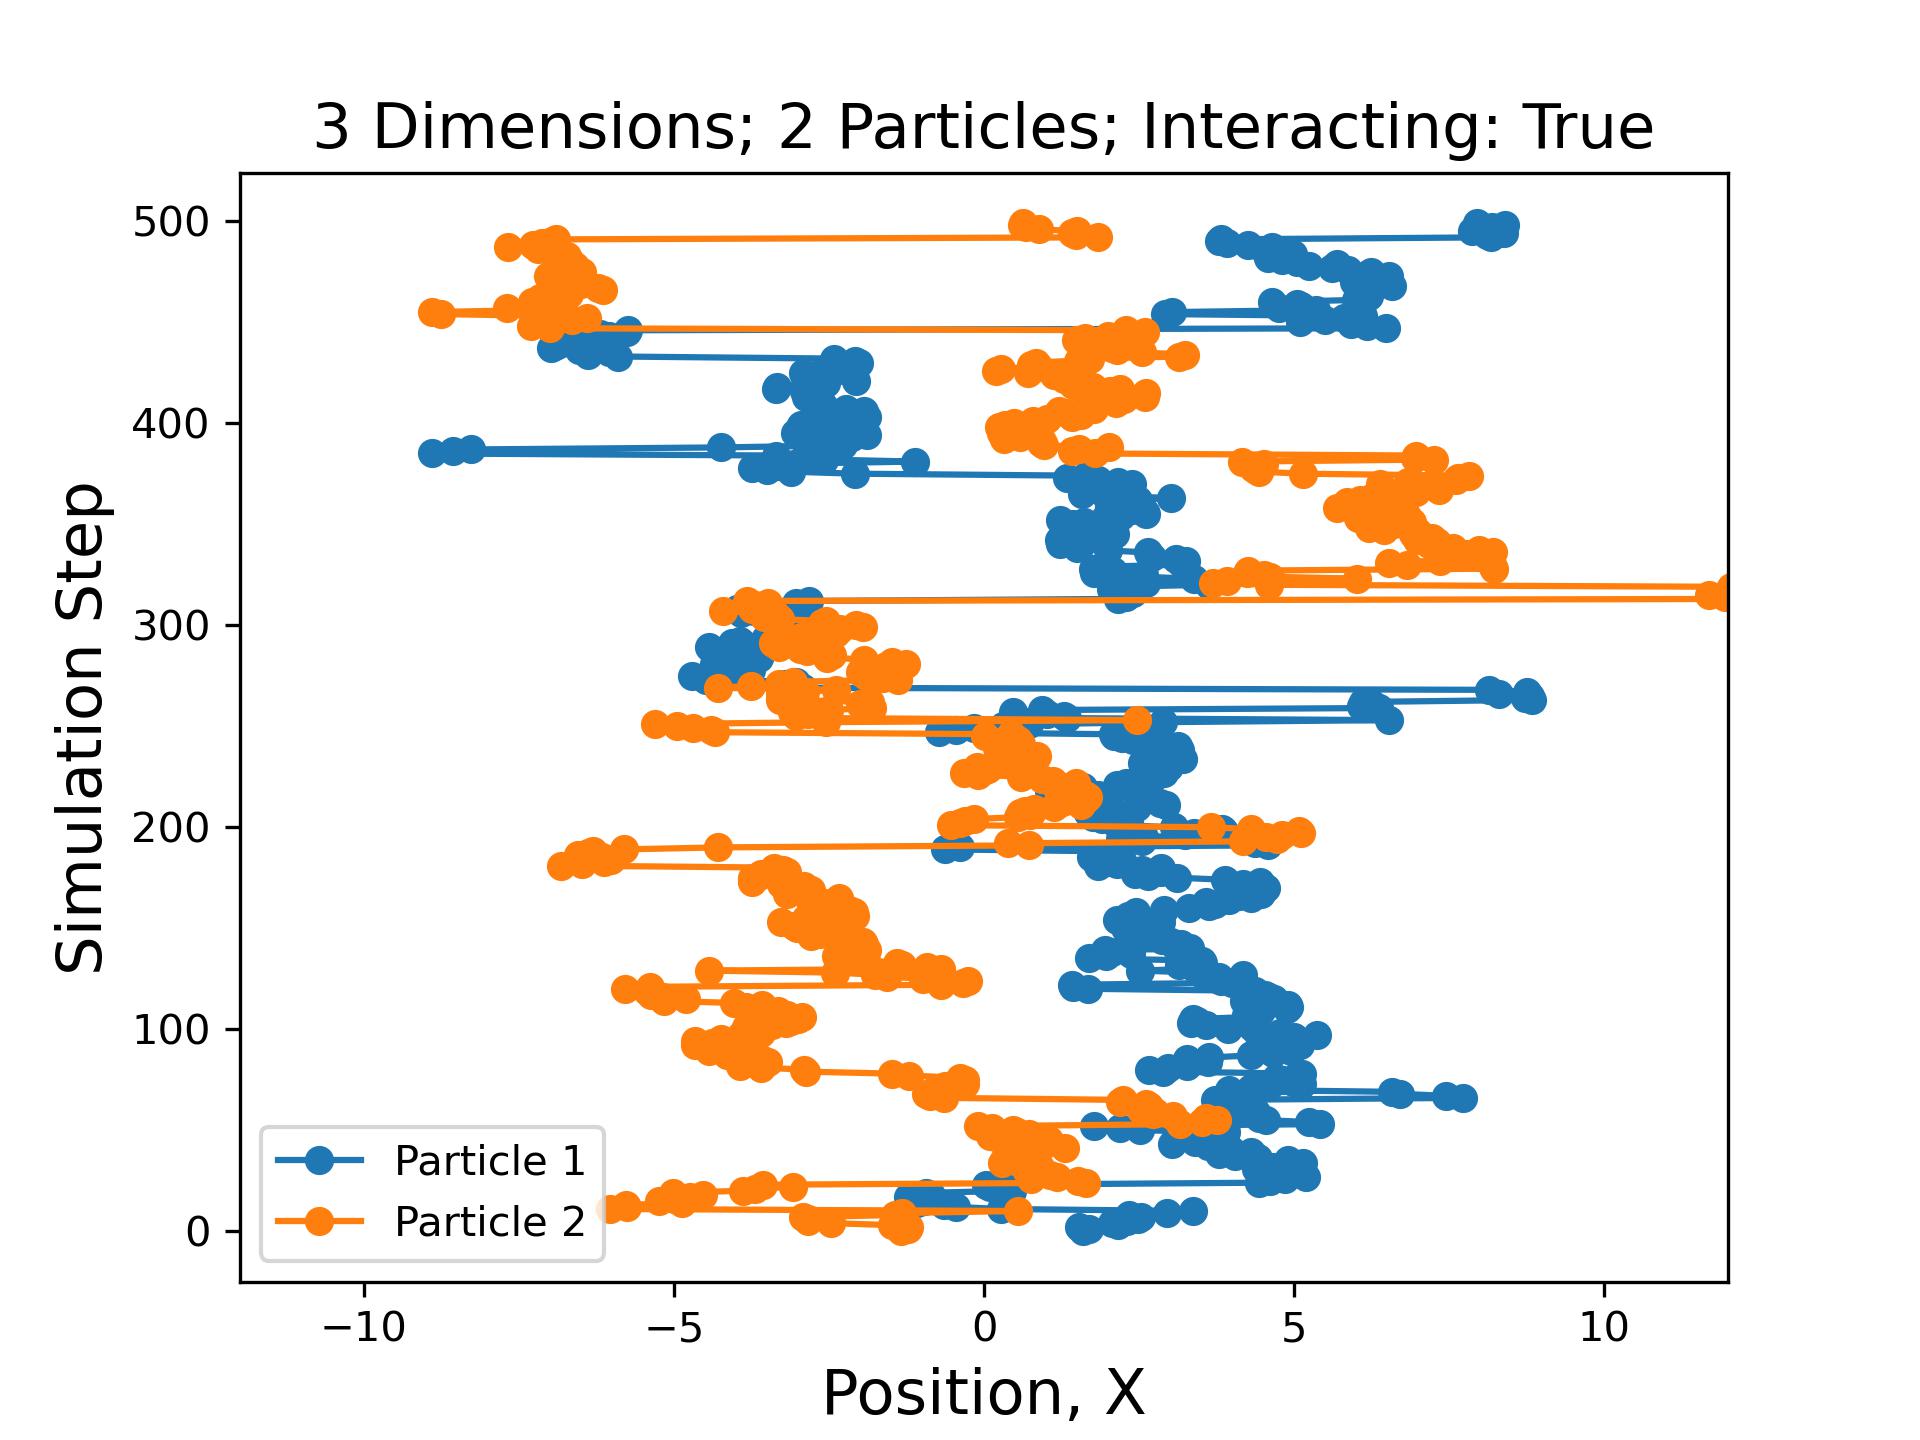 3 Dimensions; 2 Particles; Interacting: True
500
400
300
200
100
0
Simulation Step
Particle 1
Particle 2
−10
−5
0
5
10
Position, X